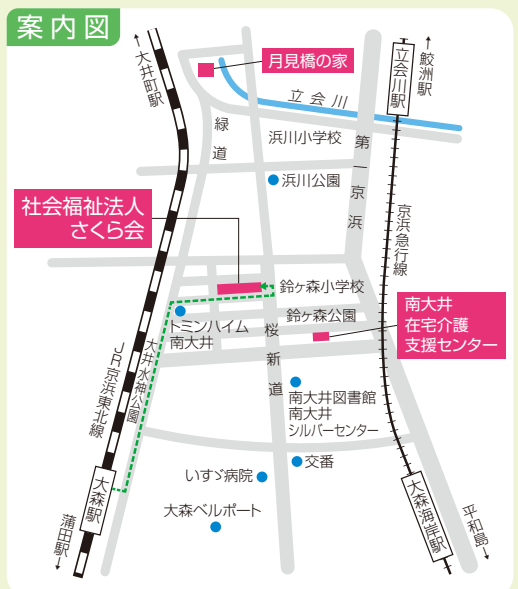 案内図
←大井町駅
月見橋の家
立会川
立会川駅
←鮫洲駅
緑道
浜川小学校
第一京浜
浜川公園
社会福祉法人
さくら会
京浜急行線
鈴ヶ森小学校
鈴ヶ森公園
南大井
在宅介護
支援センター
トミンハイム
南大井
大井水神公園
桜新道
JR京浜東北線
南大井図書館
南大井
シルバーセンター
交番
いすゞ病院
大森駅
大森ベルポート
大森海岸駅
蒲田駅→
平和島→